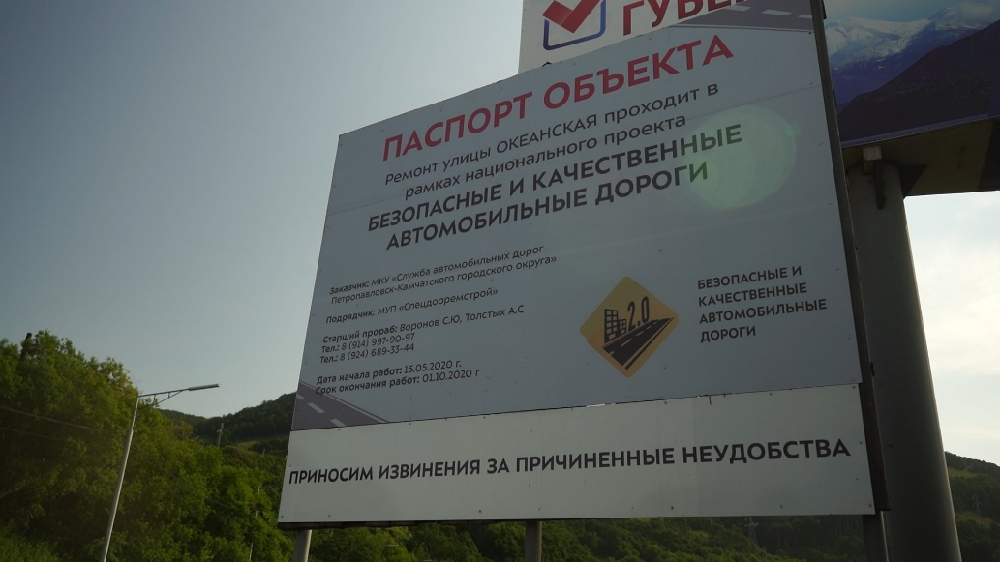 ПАСПОРТ ОБЪЕКТА
Ремонт улицы ОКЕАНСКАЯ проходит в
рамках национального проекта
БЕЗОПАСНЫЕ И КАЧЕСТВЕННЫЕ
АВТОМОБИЛЬНЫЕ ДОРОГИ
Заказчик: МКУ «Служба автомобильных дорог
Петропавловск-Камчатского городского округа»
Подрядчик: МУП «Спецдорремстрой»
Старший прораб: Воронов С.Ю, Толстых А.С
Тел.: 8 (914) 997-90-97
Тел.: 8 (924) 689-33-44
Дата начала работ: 15.05.2020 г.
Срок окончания работ: 01.10.2020 г
2.0
БЕЗОПАСНЫЕ И
КАЧЕСТВЕННЫЕ
АВТОМОБИЛЬНЫЕ
ДОРОГИ
ПРИНОСИМ ИЗВИНЕНИЯ ЗА ПРИЧИНЕННЫЕ НЕУДОБСТВА